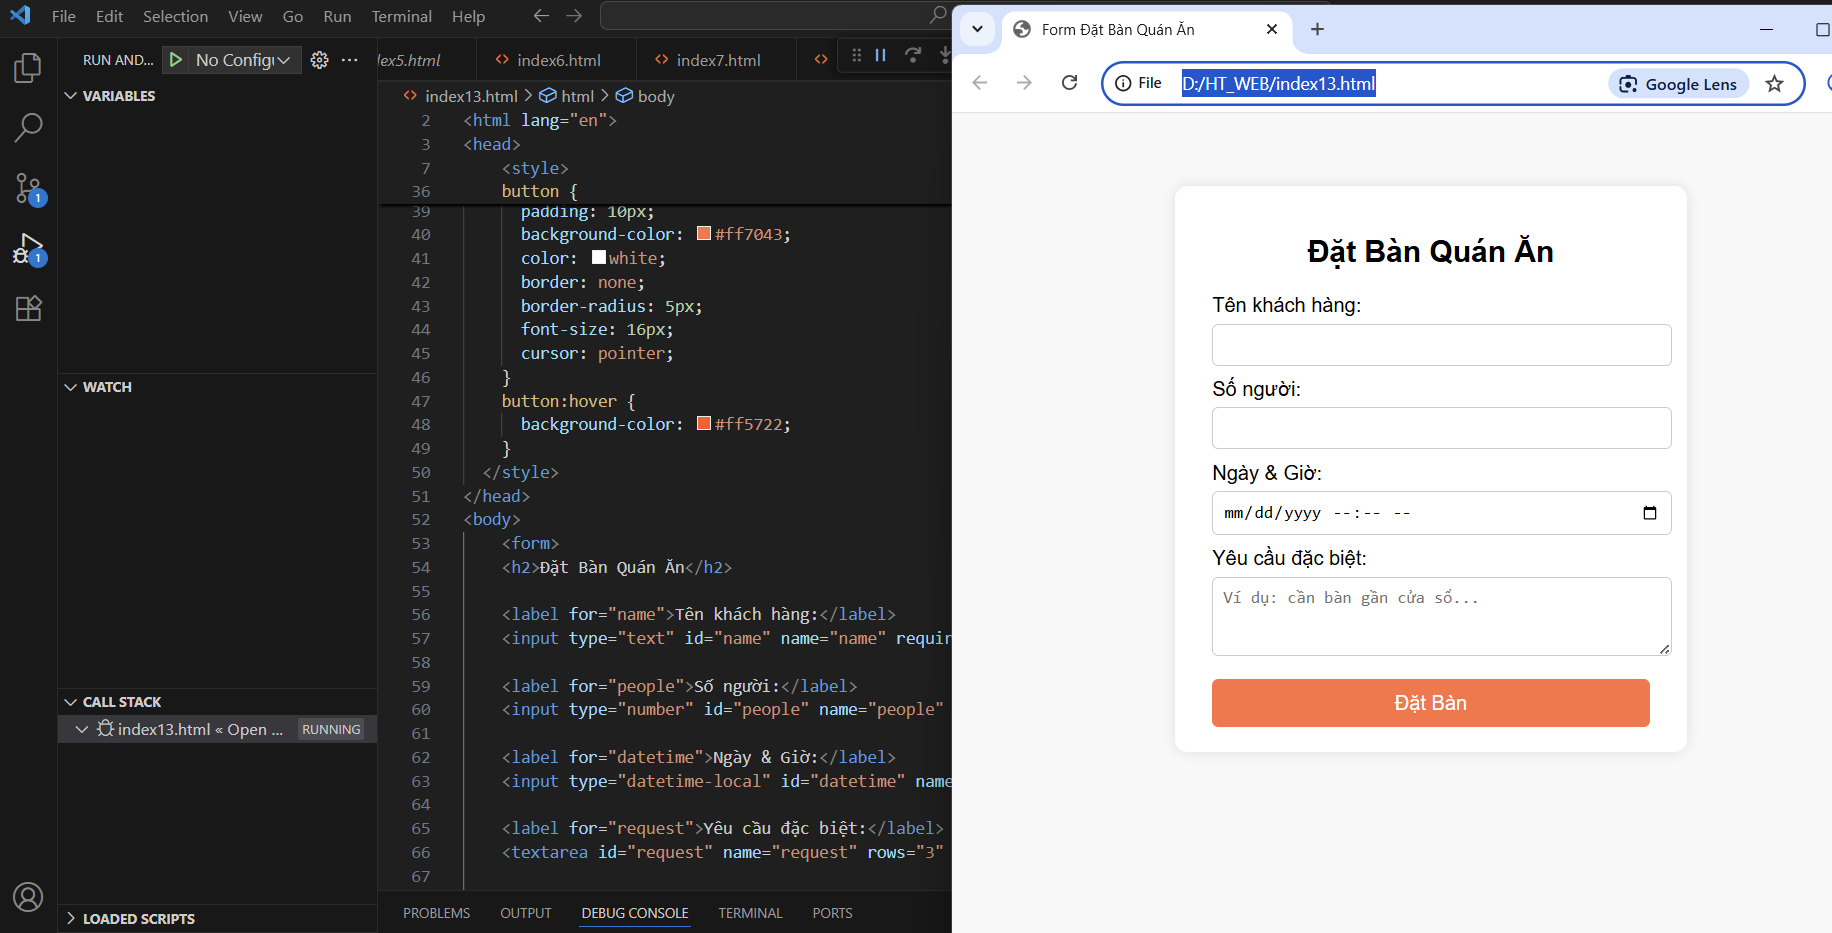 File Edit Selection View Go Run Terminal Help
RUN AND... No Config
VARIABLES
WATCH
CALL STACK
index13.html « Open ... RUNNING
LOADED SCRIPTS
1
1
dex5.html index6.html index7.html
index13.html > html > body
2 <html lang="en">
3 <head>
7 <style>
36 button {
39 padding: 10px;
40 background-color: #ff7043;
41 color: white;
42 border: none;
43 border-radius: 5px;
44 font-size: 16px;
45 cursor: pointer;
46 }
47 button:hover {
48 background-color: #ff5722;
49 }
50 </style>
51 </head>
52 <body>
53 <form>
54 <h2>Đặt Bàn Quán Ăn</h2>
55
56 <label for="name">Tên khách hàng:</label>
57 <input type="text" id="name" name="name" requir
58
59 <label for="people">Số người:</label>
60 <input type="number" id="people" name="people"
61
62 <label for="datetime">Ngày & Giờ:</label>
63 <input type="datetime-local" id="datetime" name
64
65 <label for="request">Yêu cầu đặc biệt:</label>
66 <textarea id="request" name="request" rows="3"
67
PROBLEMS OUTPUT DEBUG CONSOLE TERMINAL PORTS
Form Đặt Bàn Quán Ăn
File D:/HT_WEB/index13.html Google Lens
Đặt Bàn Quán Ăn
Tên khách hàng:
Số người:
Ngày & Giờ:
mm/dd/yyyy --:-- --
Yêu cầu đặc biệt:
Ví dụ: cần bàn gần cửa sổ...
Đặt Bàn